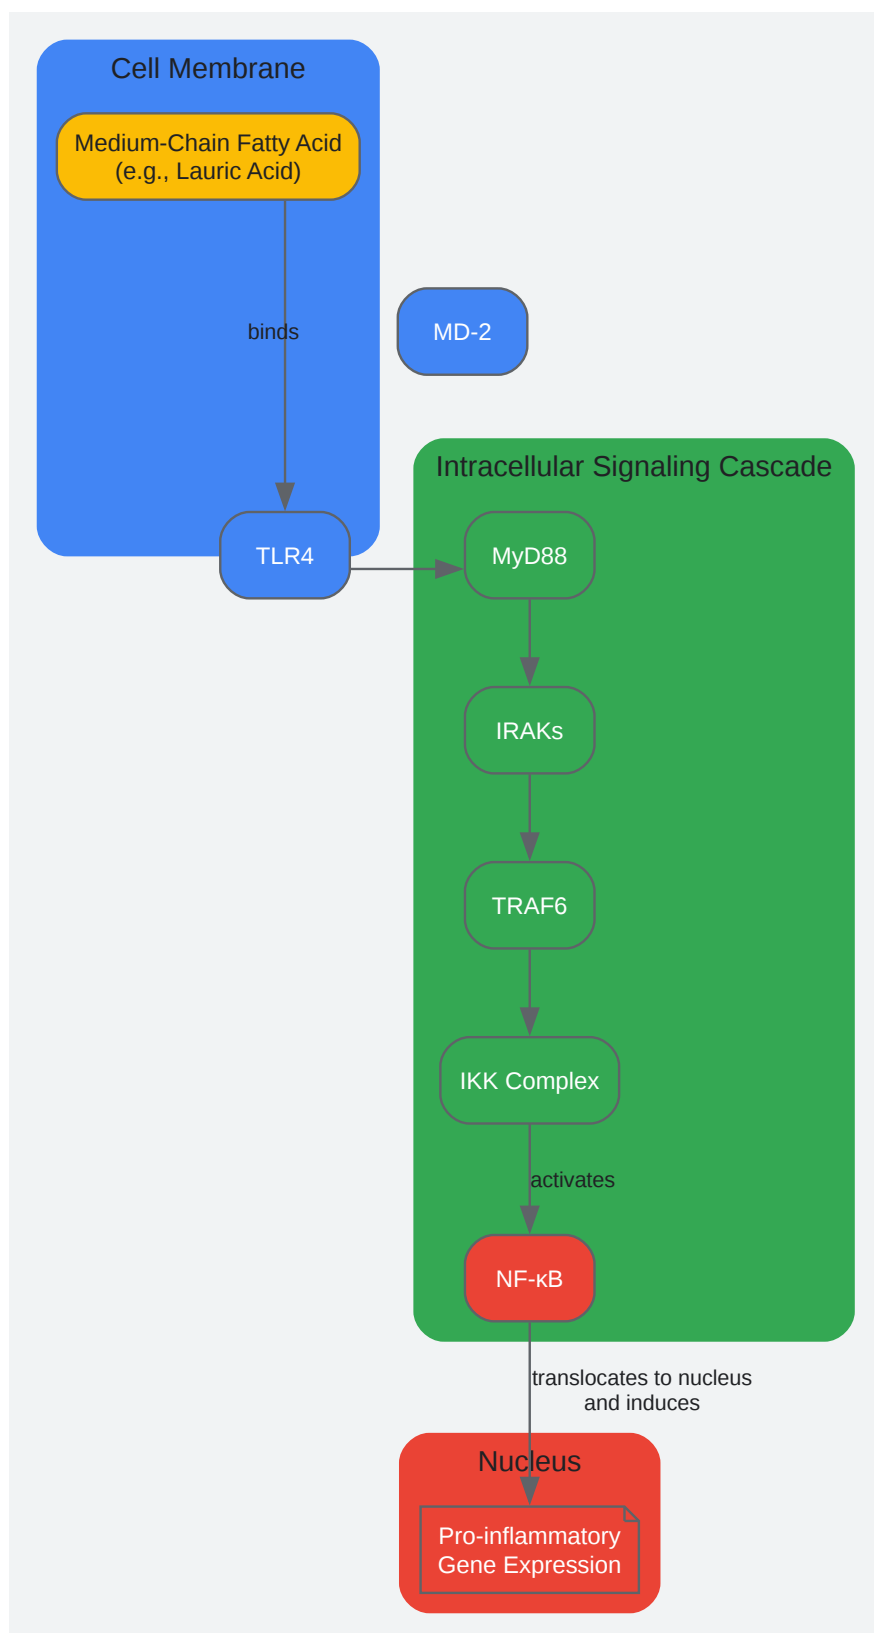 Cell Membrane
Medium-Chain Fatty Acid
(e.g., Lauric Acid)
binds
MD-2
Intracellular Signaling Cascade
TLR4
MyD88
IRAKs
TRAF6
IKK Complex
activates
NF-κB
translocates to nucleus
and induces
Nucleus
Pro-inflammatory
Gene Expression